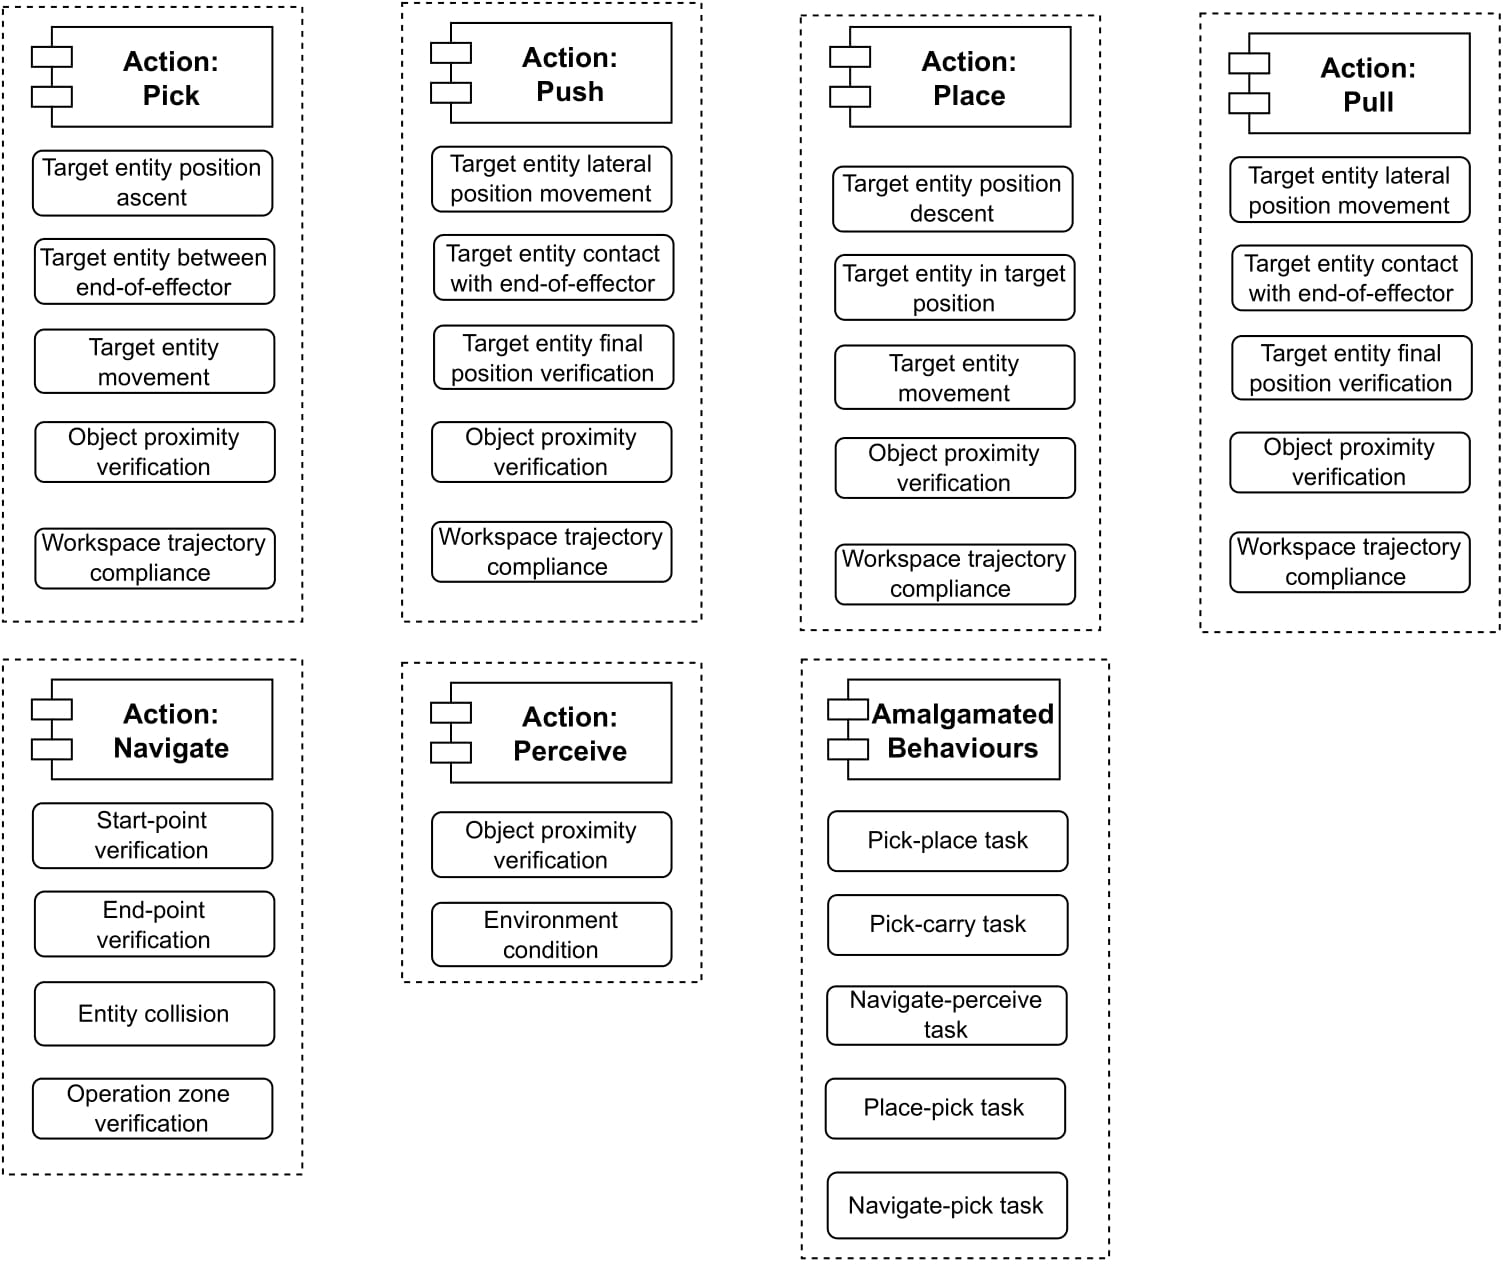 Action:
Pick
Target entity position
ascent
Target entity between
end-of-effector
Target entity
movement
Object proximity
verification
Workspace trajectory
compliance
Action:
Push
Target entity lateral
position movement
Target entity contact
with end-of-effector
Target entity final
position verification
Object proximity
verification
Workspace trajectory
compliance
Action:
Place
Target entity position
descent
Target entity in target
position
Target entity
movement
Object proximity
verification
Workspace trajectory
compliance
Action:
Pull
Target entity lateral
position movement
Target entity contact
with end-of-effector
Target entity final
position verification
Object proximity
verification
Workspace trajectory
compliance
Action:
Navigate
Start-point
verification
End-point
verification
Entity collision
Operation zone
verification
Action:
Perceive
Object proximity
verification
Environment
condition
Amalgamated
Behaviours
Pick-place task
Pick-carry task
Navigate-perceive
task
Place-pick task
Navigate-pick task